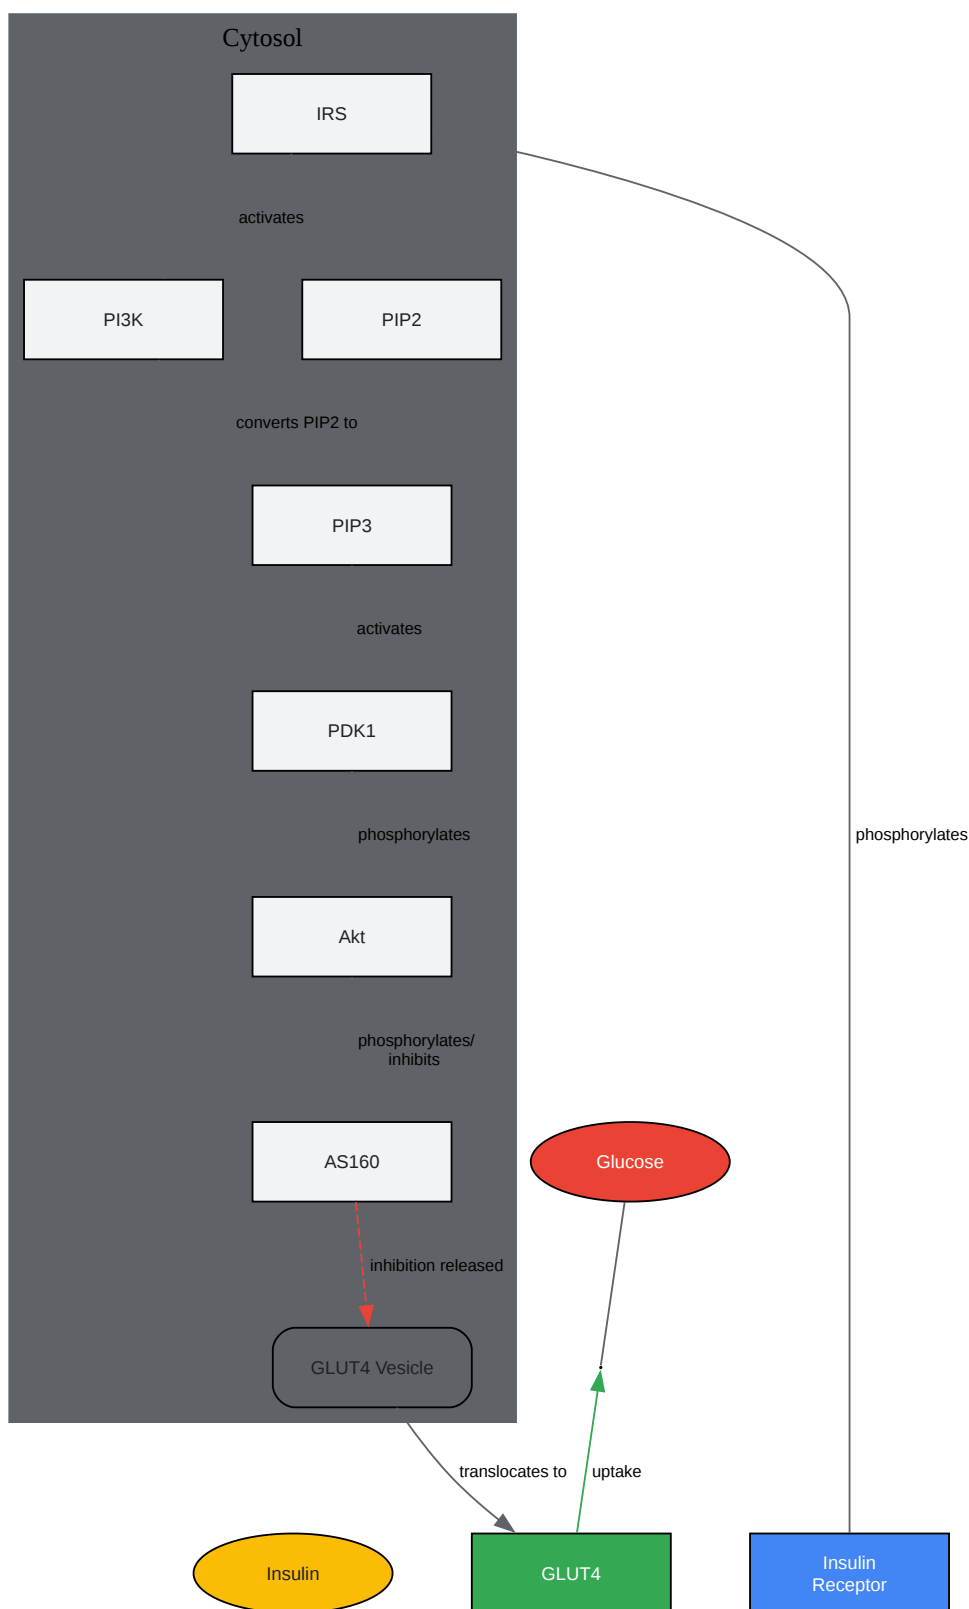 Cytosol
IRS
activates
PI3K
PIP2
converts PIP2 to
PIP3
activates
PDK1
phosphorylates
phosphorylates
Akt
phosphorylates/
inhibits
AS160
Glucose
inhibition released
GLUT4 Vesicle
translocates to
uptake
Insulin
GLUT4
Insulin
Receptor